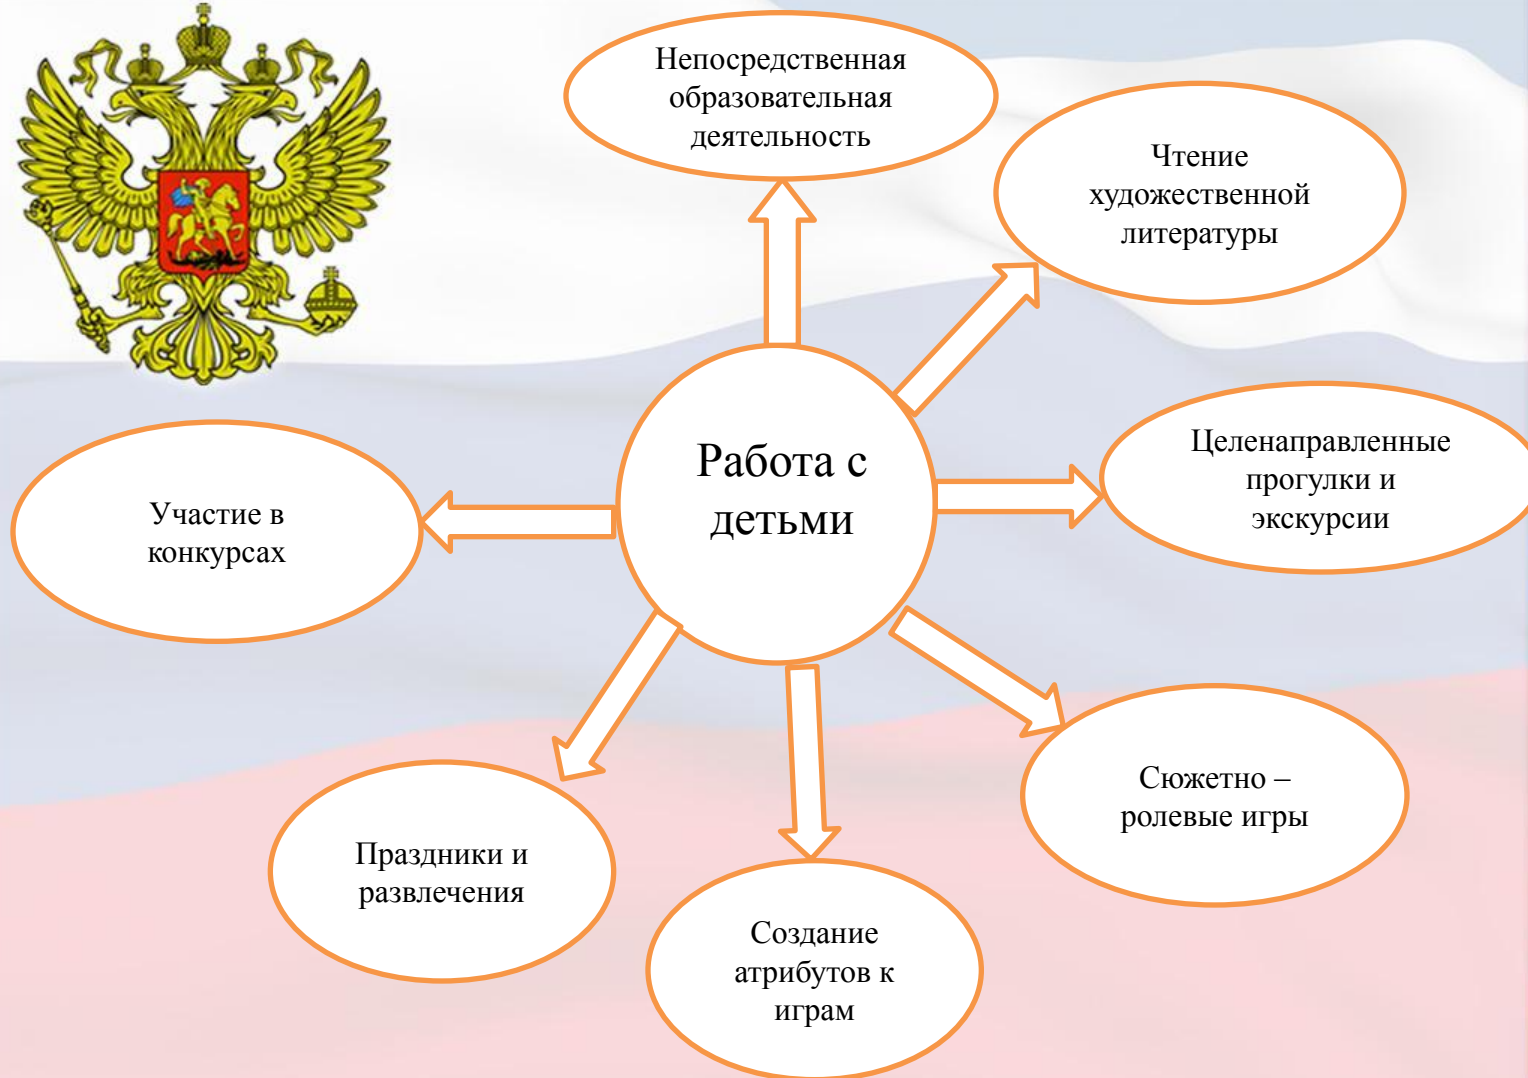 Непосредственная
образовательная
деятельность
Чтение
художественной
литературы
Работа с
детьми
Целенаправленные
прогулки и
экскурсии
Участие в
конкурсах
Сюжетно –
ролевые игры
Праздники и
развлечения
Создание
атрибутов к
играм